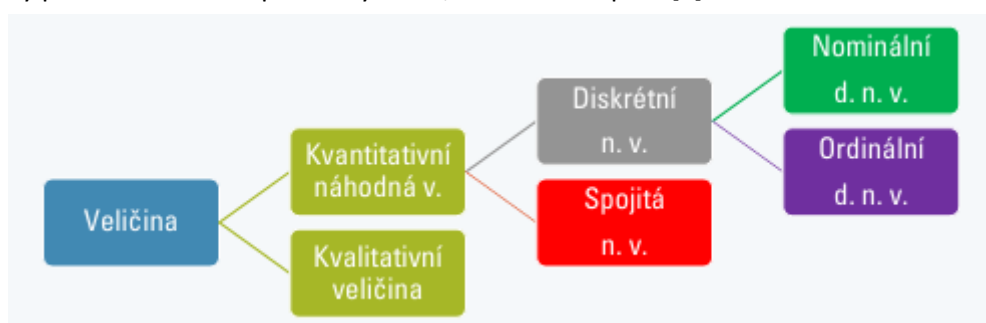 Veličina
Kvantitativní
náhodná v.
Kvalitativní
veličina
Diskrétní
n. v.
Spojitá
n. v.
Nominální
d. n. v.
Ordinální
d. n. v.